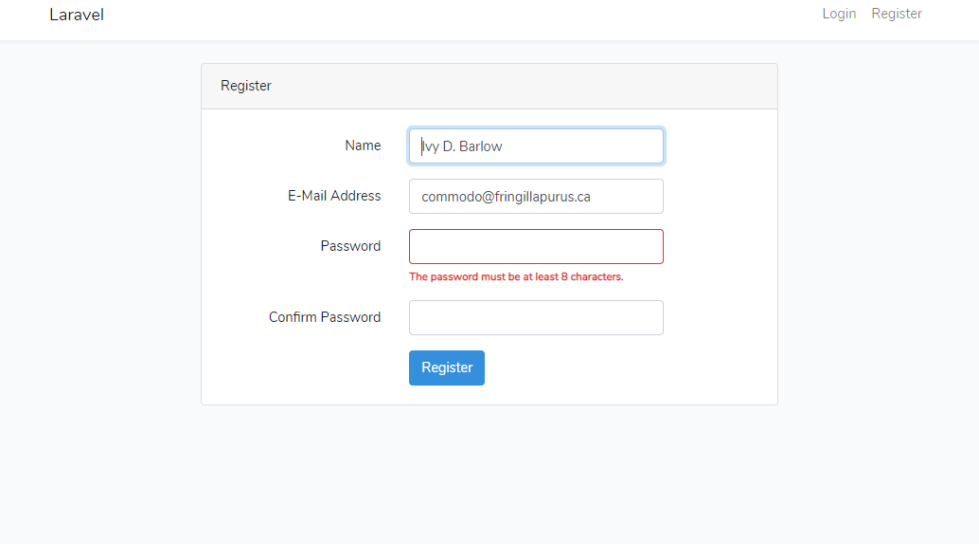 Laravel
Login Register
Register
Name
Ivy D. Barlow
E-Mail Address
commodo@fringillapurus.ca
Password
The password must be at least 8 characters.
Confirm Password
Register